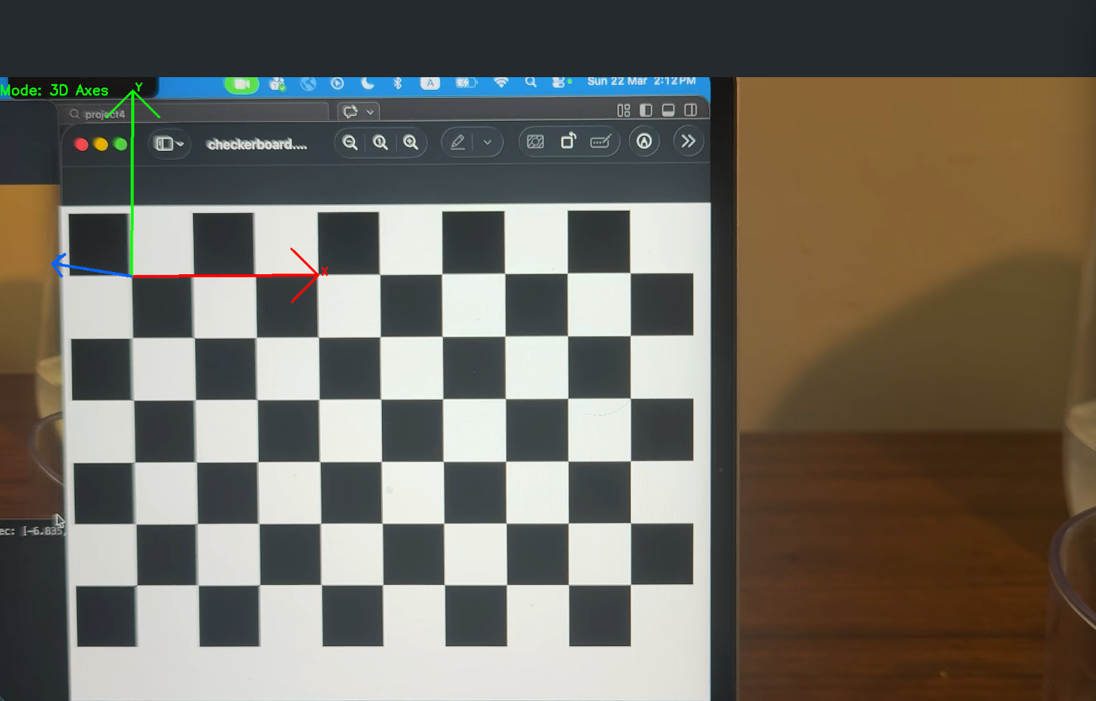 Sun 22 Mar 2:12 PM
A
Mode: 3D Axes
Y
project4
checkerboard....
X
ec: [-6.835,